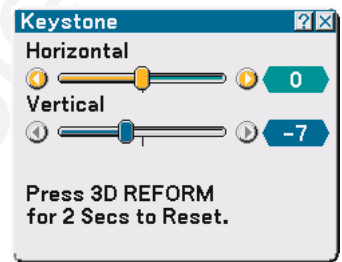 Keystone
Horizontal
0
Vertical
-7
Press 3D REFORM
for 2 Secs to Reset.